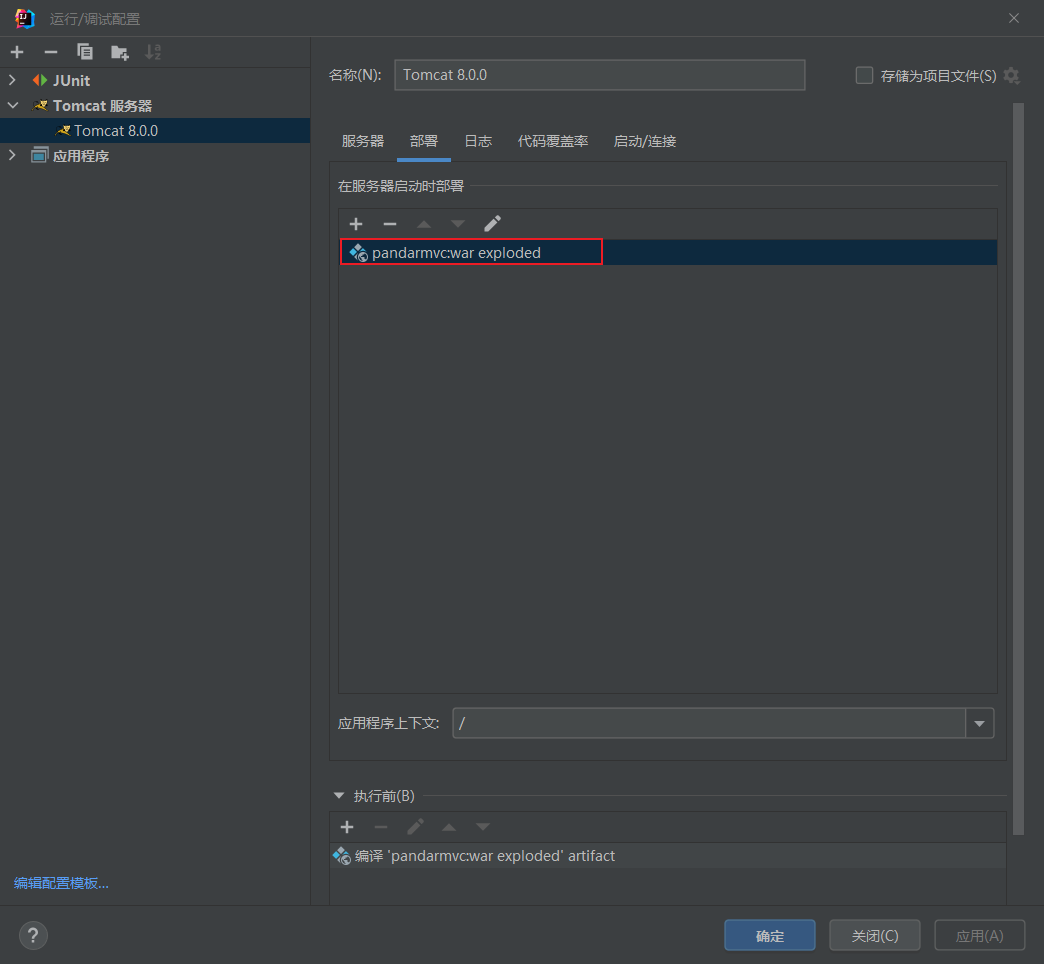 运行/调试配置
JUnit
Tomcat 服务器
Tomcat 8.0.0
应用程序
编辑配置模板...
名称(N):
Tomcat 8.0.0
存储为项目文件(S)
服务器
部署
日志
代码覆盖率
启动/连接
在服务器启动时部署
pandarmvc:war exploded
应用程序上下文:
/
执行前(B)
编译 'pandarmvc:war exploded' artifact
?
确定
关闭(C)
应用(A)